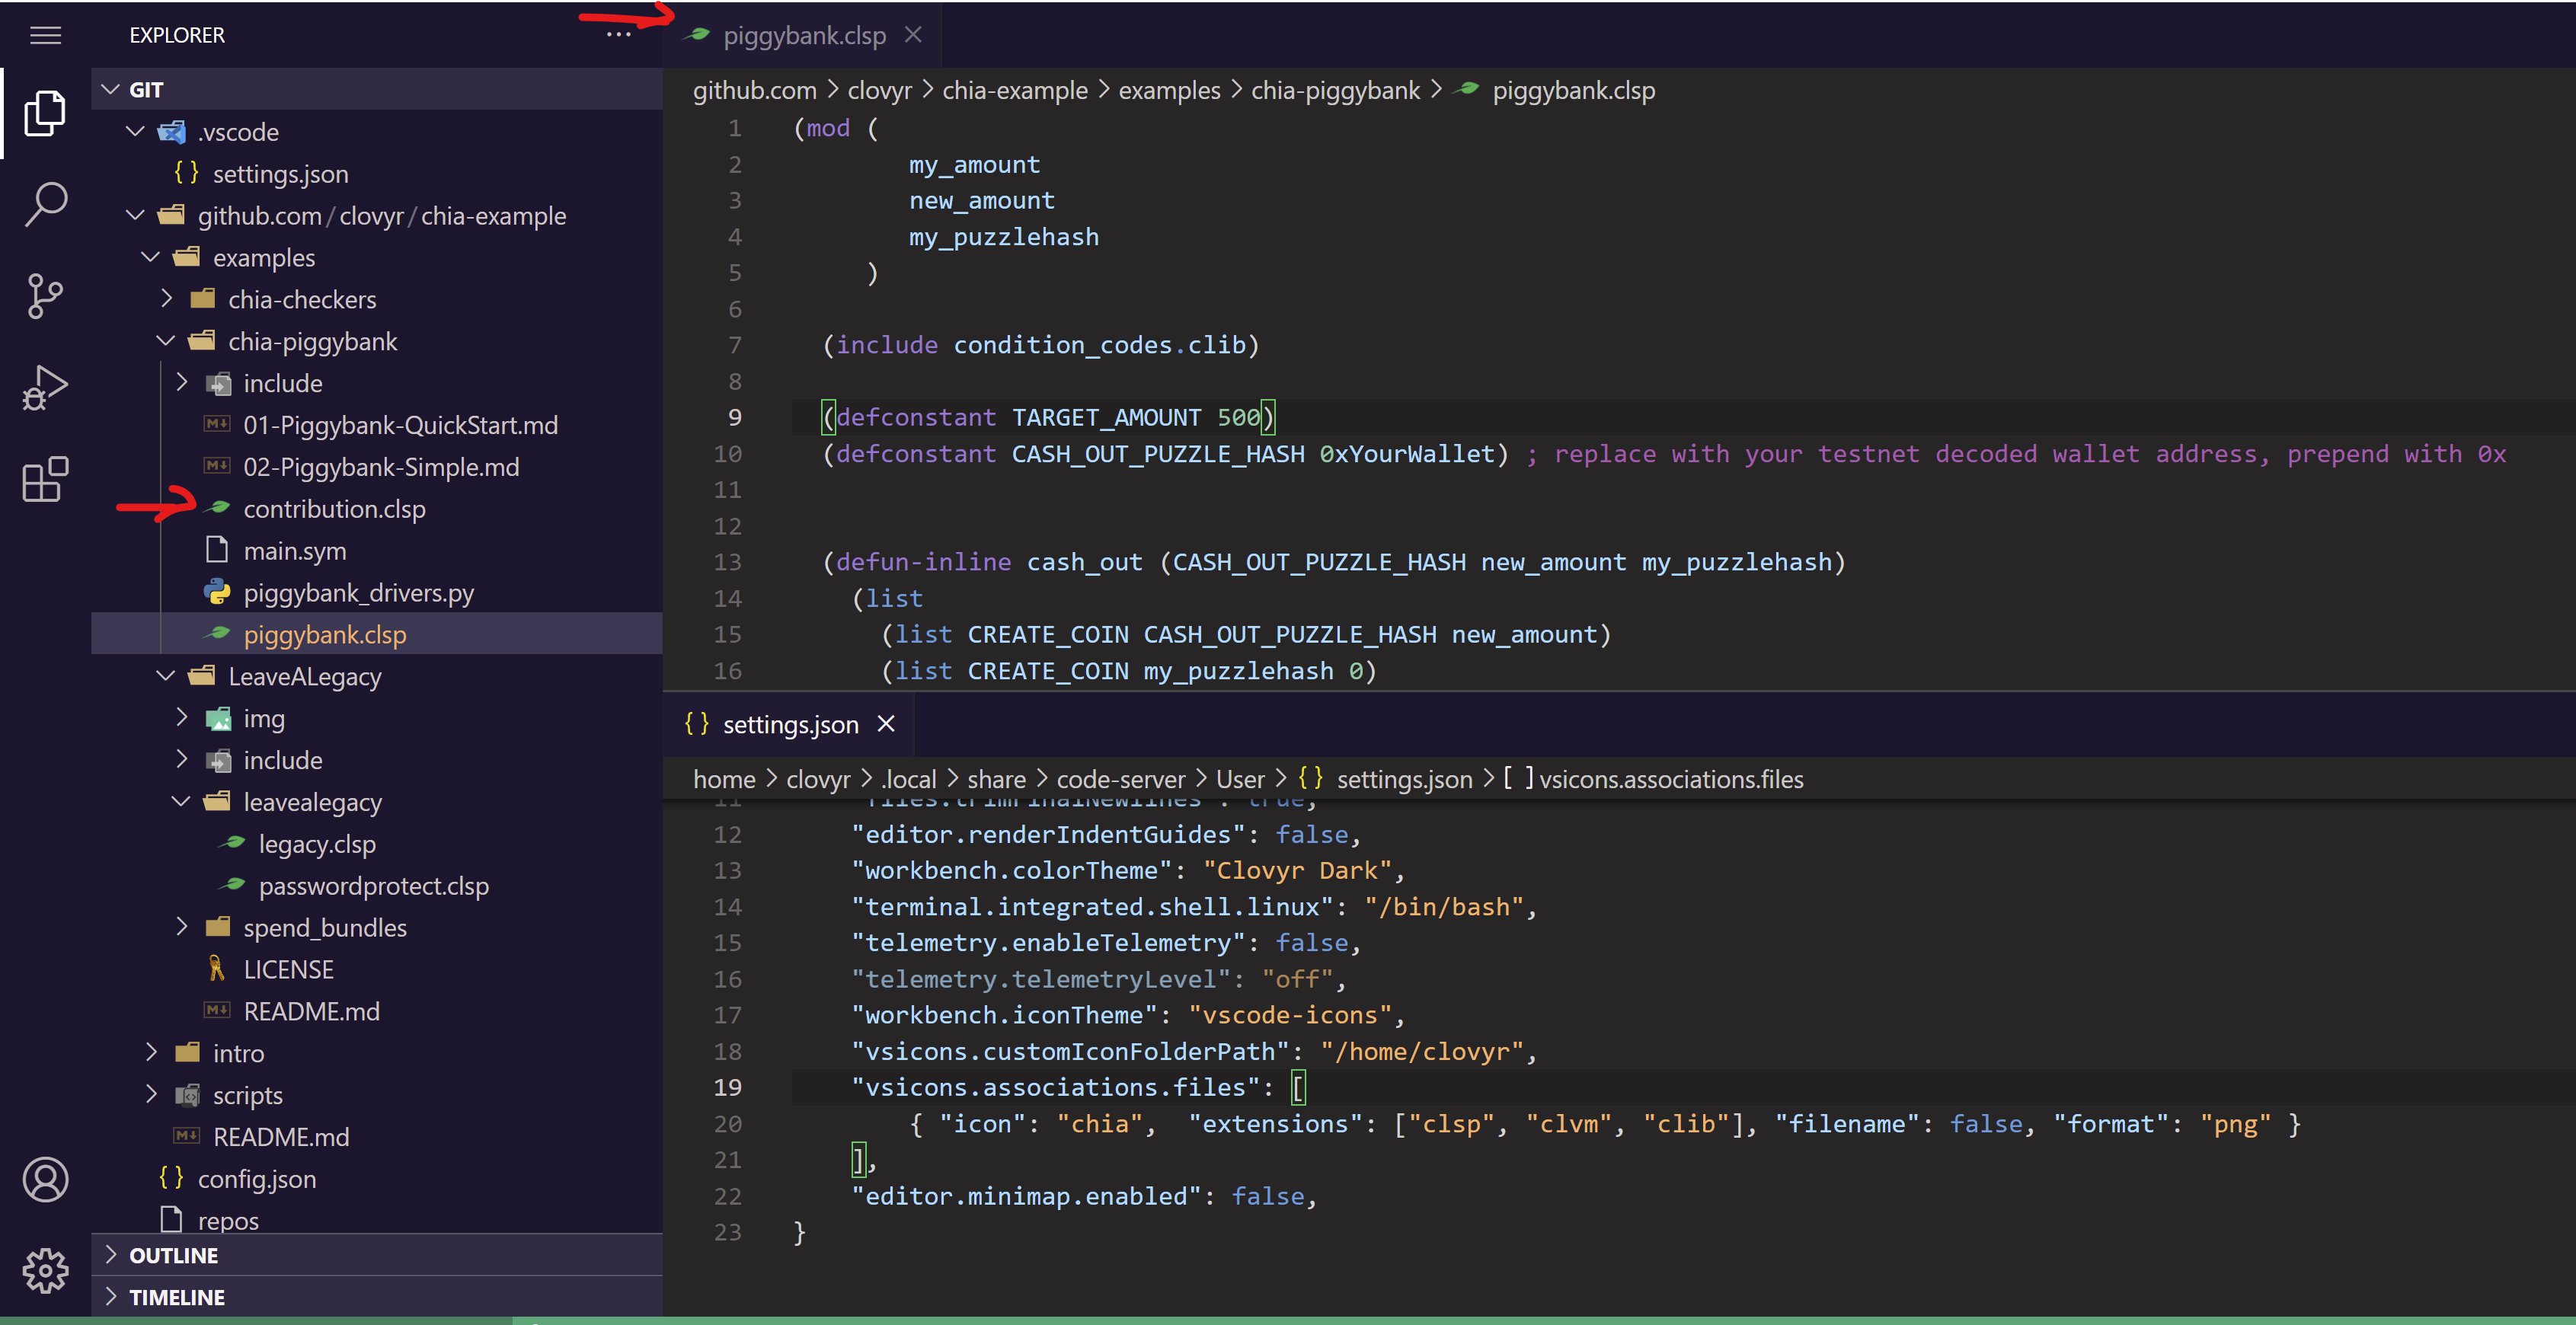 EXPLORER
GIT
.vscode
{} settings.json
github.com / clovyr / chia-example
examples
chia-checkers
chia-piggybank
include
M 01-Piggybank-QuickStart.md
M 02-Piggybank-Simple.md
contribution.clsp
main.sym
piggybank_drivers.py
piggybank.clsp
LeaveALegacy
img
include
leavealegacy
legacy.clsp
passwordprotect.clsp
spend_bundles
LICENSE
M README.md
intro
scripts
M README.md
{} config.json
repos
OUTLINE
TIMELINE
piggybank.clsp
github.com > clovyr > chia-example > examples > chia-piggybank > piggybank.clsp
1 (mod (
2 my_amount
3 new_amount
4 my_puzzlehash
5 )
6
7 (include condition_codes.clib)
8
9 (defconstant TARGET_AMOUNT 500)
10 (defconstant CASH_OUT_PUZZLE_HASH 0xYourWallet) ; replace with your testnet decoded wallet address, prepend with 0x
11
12
13 (defun-inline cash_out (CASH_OUT_PUZZLE_HASH new_amount my_puzzlehash)
14 (list
15 (list CREATE_COIN CASH_OUT_PUZZLE_HASH new_amount)
16 (list CREATE_COIN my_puzzlehash 0)
{} settings.json
home > clovyr > .local > share > code-server > User > {} settings.json > [ ] vsicons.associations.files
11 "files.trimFinalNewlines": true,
12 "editor.renderIndentGuides": false,
13 "workbench.colorTheme": "Clovyr Dark",
14 "terminal.integrated.shell.linux": "/bin/bash",
15 "telemetry.enableTelemetry": false,
16 "telemetry.telemetryLevel": "off",
17 "workbench.iconTheme": "vscode-icons",
18 "vsicons.customIconFolderPath": "/home/clovyr",
19 "vsicons.associations.files": [
20 { "icon": "chia", "extensions": ["clsp", "clvm", "clib"], "filename": false, "format": "png" }
21 ],
22 "editor.minimap.enabled": false,
23 }